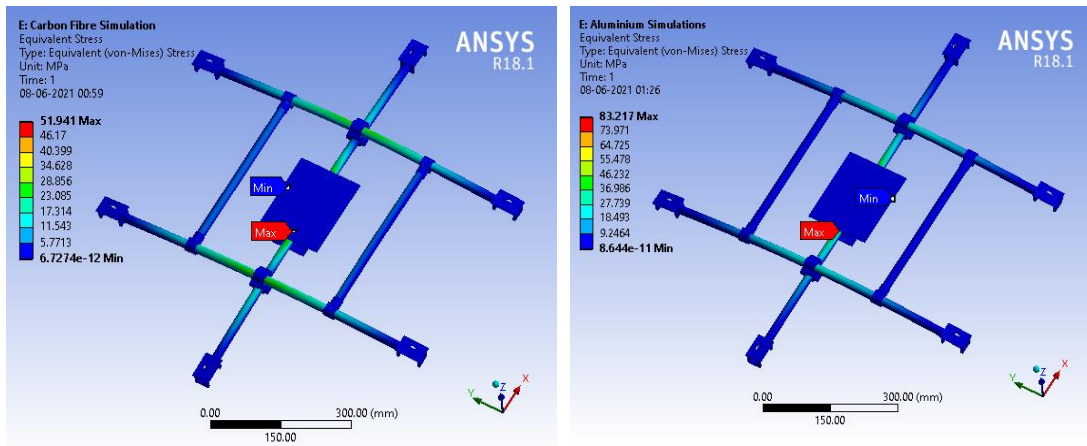 E: Carbon Fibre Simulation
Equivalent Stress
Type: Equivalent (von-Mises) Stress
Unit: MPa
Time: 1
08-06-2021 00:59
51.941 Max
46.17
40.399
34.628
28.856
23.085
17.314
11.543
5.7713
6.7274e-12 Min
ANSYS
R18.1
Min
Max
X
Y
Z
0.00 300.00 (mm)
150.00
E: Aluminium Simulations
Equivalent Stress
Type: Equivalent (von-Mises) Stress
Unit: MPa
Time: 1
08-06-2021 01:26
83.217 Max
73.971
64.725
55.478
46.232
36.986
27.739
18.493
9.2464
8.644e-11 Min
ANSYS
R18.1
Min
Max
X
Y
Z
0.00 300.00 (mm)
150.00